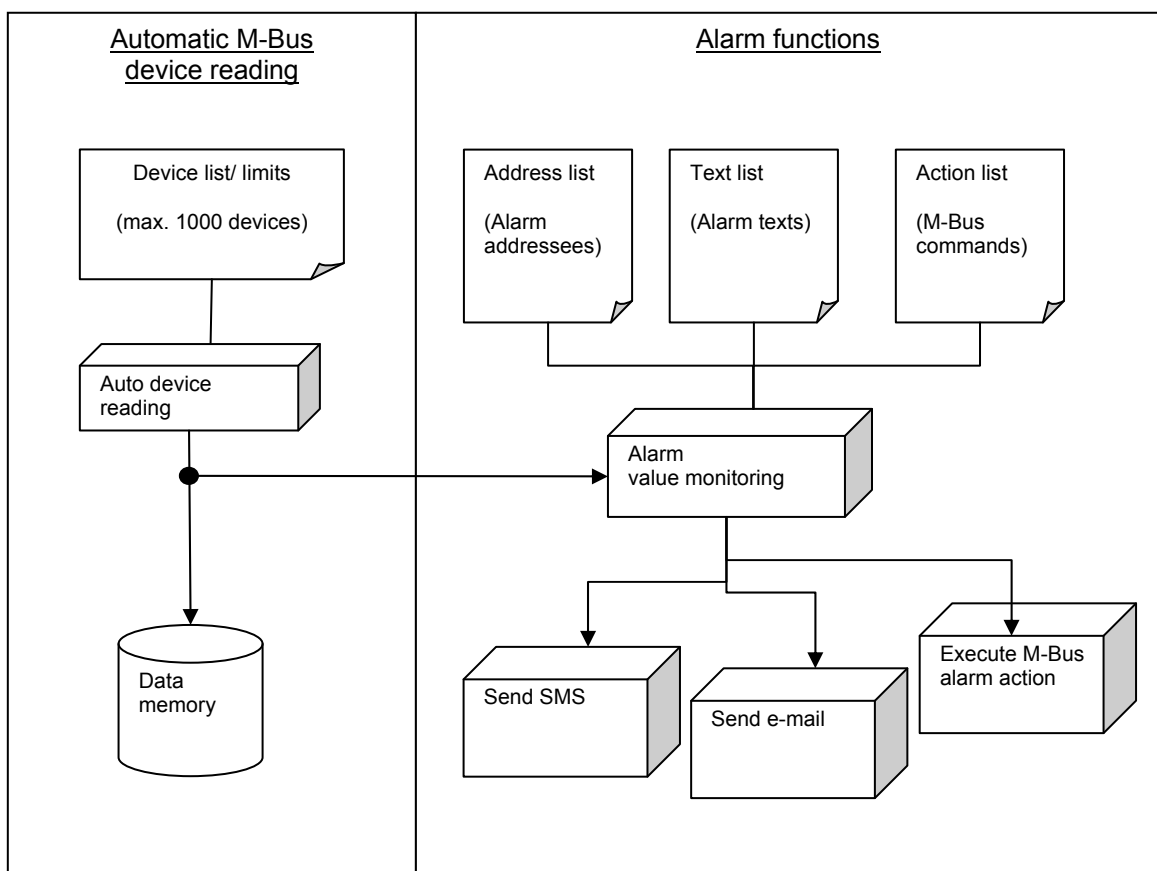 Automatic M-Bus
device reading
Alarm functions
Device list/ limits
(max. 1000 devices)
Address list
(Alarm
addressees)
Text list
(Alarm texts)
Action list
(M-Bus
commands)
Auto device
reading
Alarm
value monitoring
Data
memory
Send SMS
Send e-mail
Execute M-Bus
alarm action